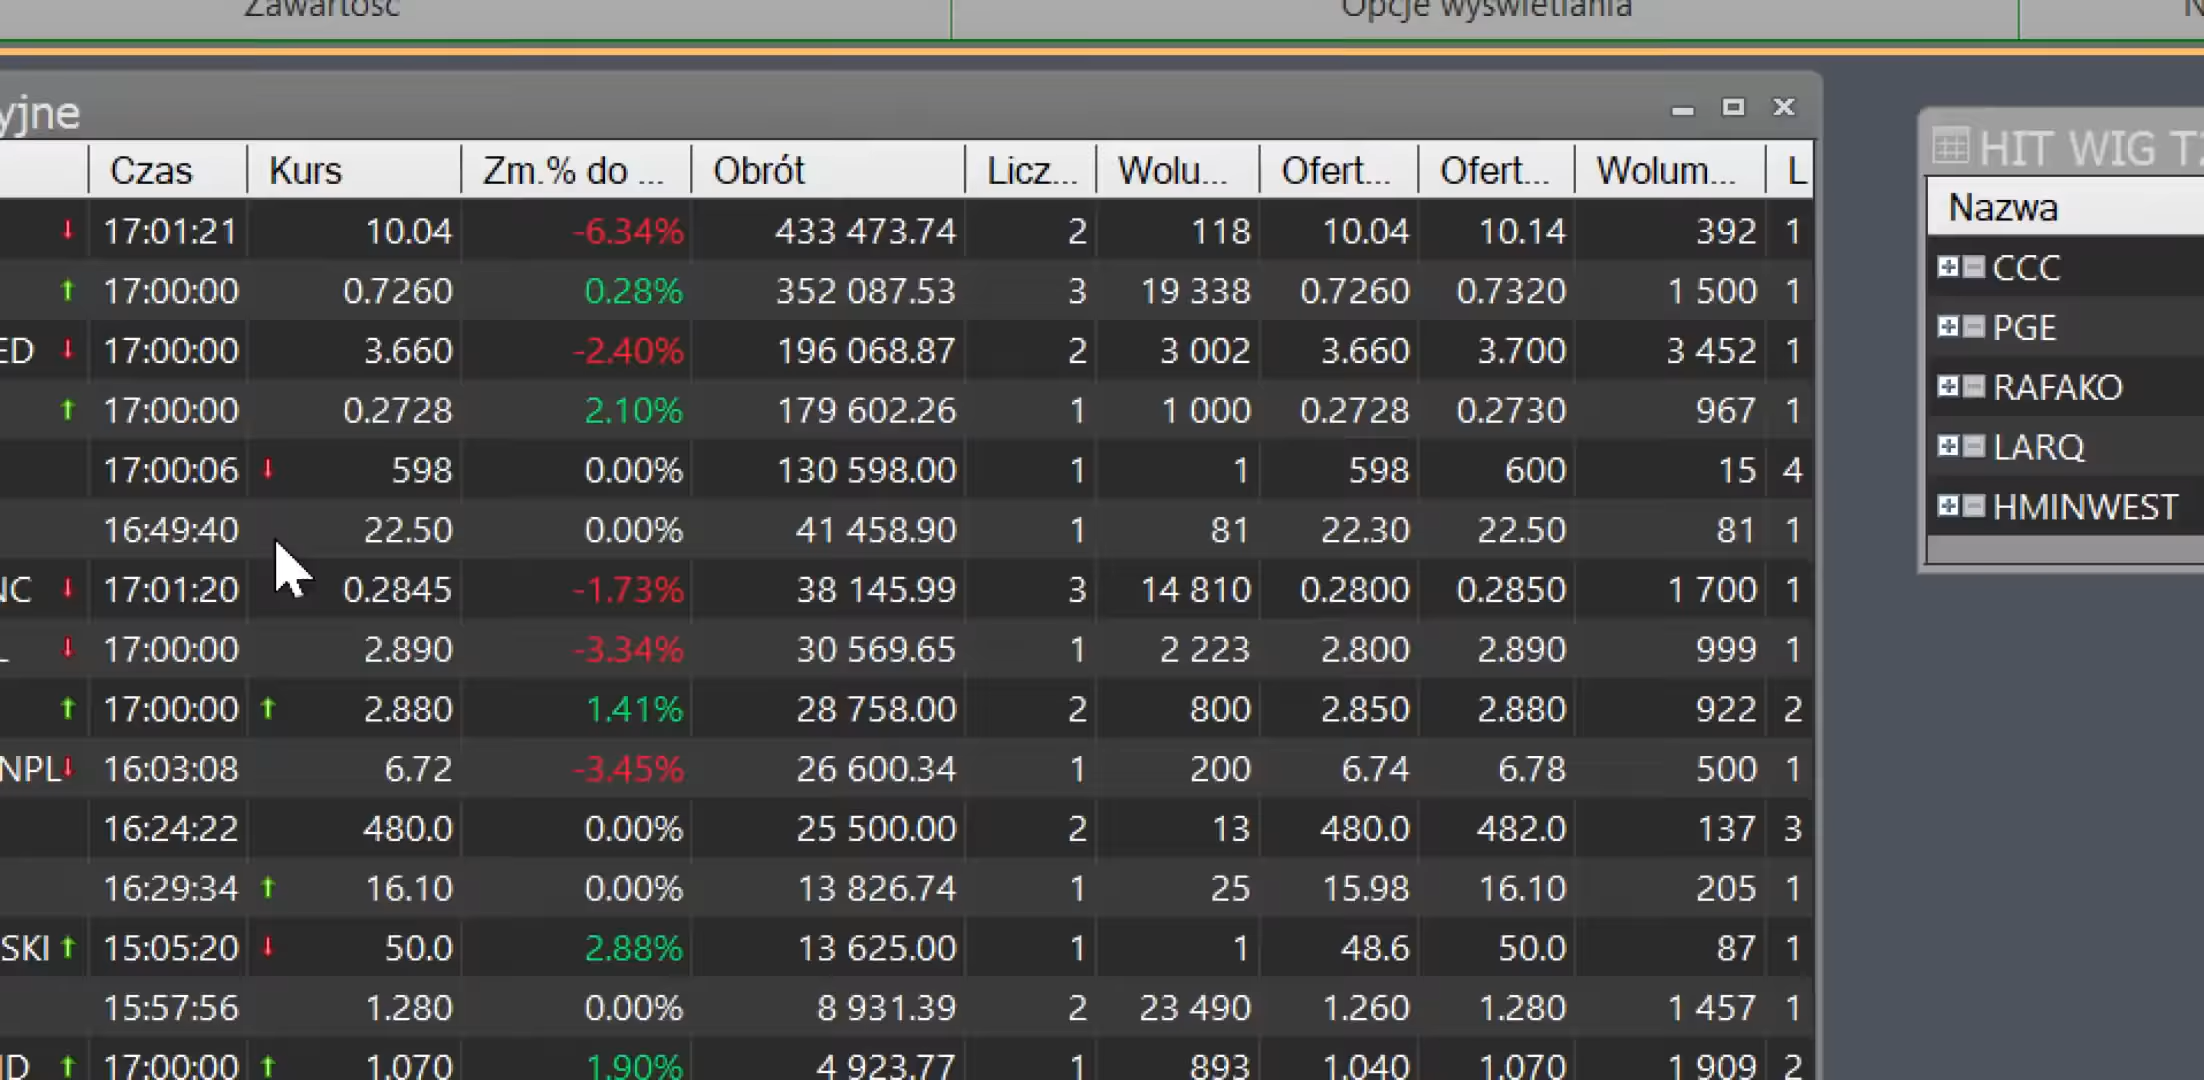 Zawartość Opcje wyświetlania N
yjne
Czas Kurs Zm.% do ... Obrót Licz... Wolu... Ofert... Ofert... Wolum... L
17:01:21 10.04 -6.34% 433 473.74 2 118 10.04 10.14 392 1
17:00:00 0.7260 0.28% 352 087.53 3 19 338 0.7260 0.7320 1 500 1
ED 17:00:00 3.660 -2.40% 196 068.87 2 3 002 3.660 3.700 3 452 1
17:00:00 0.2728 2.10% 179 602.26 1 1 000 0.2728 0.2730 967 1
17:00:06 598 0.00% 130 598.00 1 1 598 600 15 4
16:49:40 22.50 0.00% 41 458.90 1 81 22.30 22.50 81 1
NC 17:01:20 0.2845 -1.73% 38 145.99 3 14 810 0.2800 0.2850 1 700 1
17:00:00 2.890 -3.34% 30 569.65 1 2 223 2.800 2.890 999 1
17:00:00 2.880 1.41% 28 758.00 2 800 2.850 2.880 922 2
NPL 16:03:08 6.72 -3.45% 26 600.34 1 200 6.74 6.78 500 1
16:24:22 480.0 0.00% 25 500.00 2 13 480.0 482.0 137 3
16:29:34 16.10 0.00% 13 826.74 1 25 15.98 16.10 205 1
SKI 15:05:20 50.0 2.88% 13 625.00 1 1 48.6 50.0 87 1
15:57:56 1.280 0.00% 8 931.39 2 23 490 1.260 1.280 1 457 1
ND 17:00:00 1.070 1.90% 4 923.77 1 893 1.040 1.070 1 909 2
HIT WIG TZ
Nazwa
CCC
PGE
RAFAKO
LARQ
HMINWEST